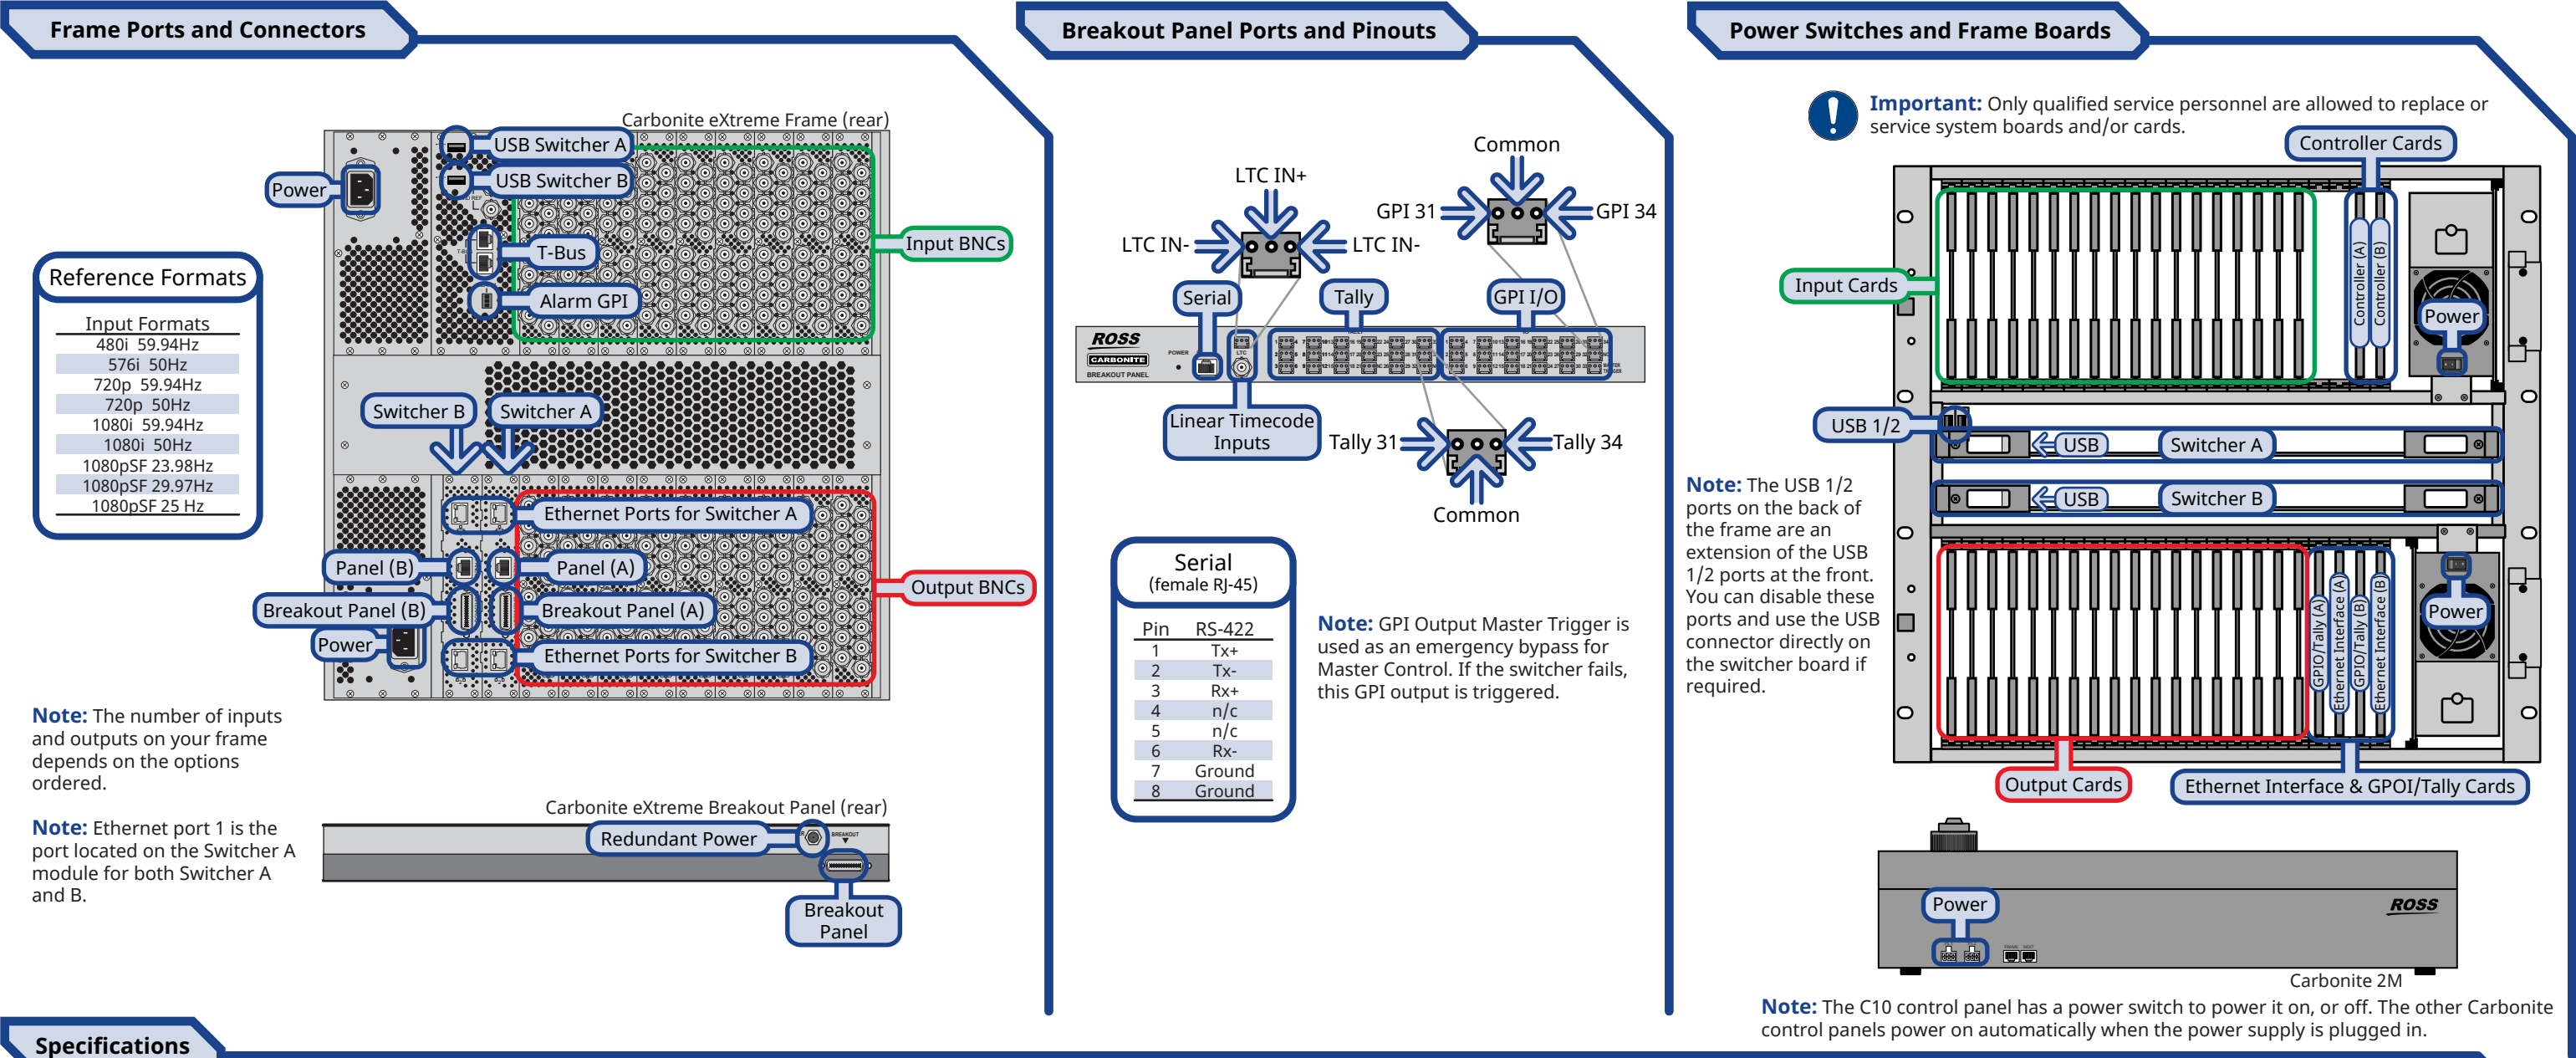 Frame Ports and Connectors
Carbonite eXtreme Frame (rear)
USB Switcher A
USB Switcher B
Power
T-Bus
Alarm GPI
Input BNCs
Reference Formats
Input Formats
480i 59.94Hz
576i 50Hz
720p 59.94Hz
720p 50Hz
1080i 59.94Hz
1080i 50Hz
1080pSF 23.98Hz
1080pSF 29.97Hz
1080pSF 25 Hz
Switcher B
Switcher A
Ethernet Ports for Switcher A
Panel (B)
Panel (A)
Output BNCs
Breakout Panel (B)
Breakout Panel (A)
Power
Ethernet Ports for Switcher B
Note: The number of inputs
and outputs on your frame
depends on the options
ordered.
Note: Ethernet port 1 is the
port located on the Switcher A
module for both Switcher A
and B.
Carbonite eXtreme Breakout Panel (rear)
Redundant Power
BREAKOUT
Breakout
Panel
Breakout Panel Ports and Pinouts
Common
LTC IN+
GPI 31
GPI 34
LTC IN-
LTC IN-
Serial
Tally
GPI I/O
ROSS
CARBONITE
BREAKOUT PANEL
POWER
LTC
Linear Timecode
Inputs
Tally 31
Tally 34
Common
Serial
(female RJ-45)
Pin RS-422
1 Tx+
2 Tx-
3 Rx+
4 n/c
5 n/c
6 Rx-
7 Ground
8 Ground
Note: GPI Output Master Trigger is
used as an emergency bypass for
Master Control. If the switcher fails,
this GPI output is triggered.
Power Switches and Frame Boards
Important: Only qualified service personnel are allowed to replace or
service system boards and/or cards.
Controller Cards
Input Cards
Controller (A)
Controller (B)
Power
USB 1/2
USB
Switcher A
USB
Switcher B
Note: The USB 1/2
ports on the back of
the frame are an
extension of the USB
1/2 ports at the front.
You can disable these
ports and use the USB
connector directly on
the switcher board if
required.
GPIO/Tally (A)
Ethernet Interface (A)
GPIO/Tally (B)
Ethernet Interface (B)
Power
Output Cards
Ethernet Interface & GPOI/Tally Cards
Power
ROSS
Carbonite 2M
Note: The C10 control panel has a power switch to power it on, or off. The other Carbonite
control panels power on automatically when the power supply is plugged in.
Specifications